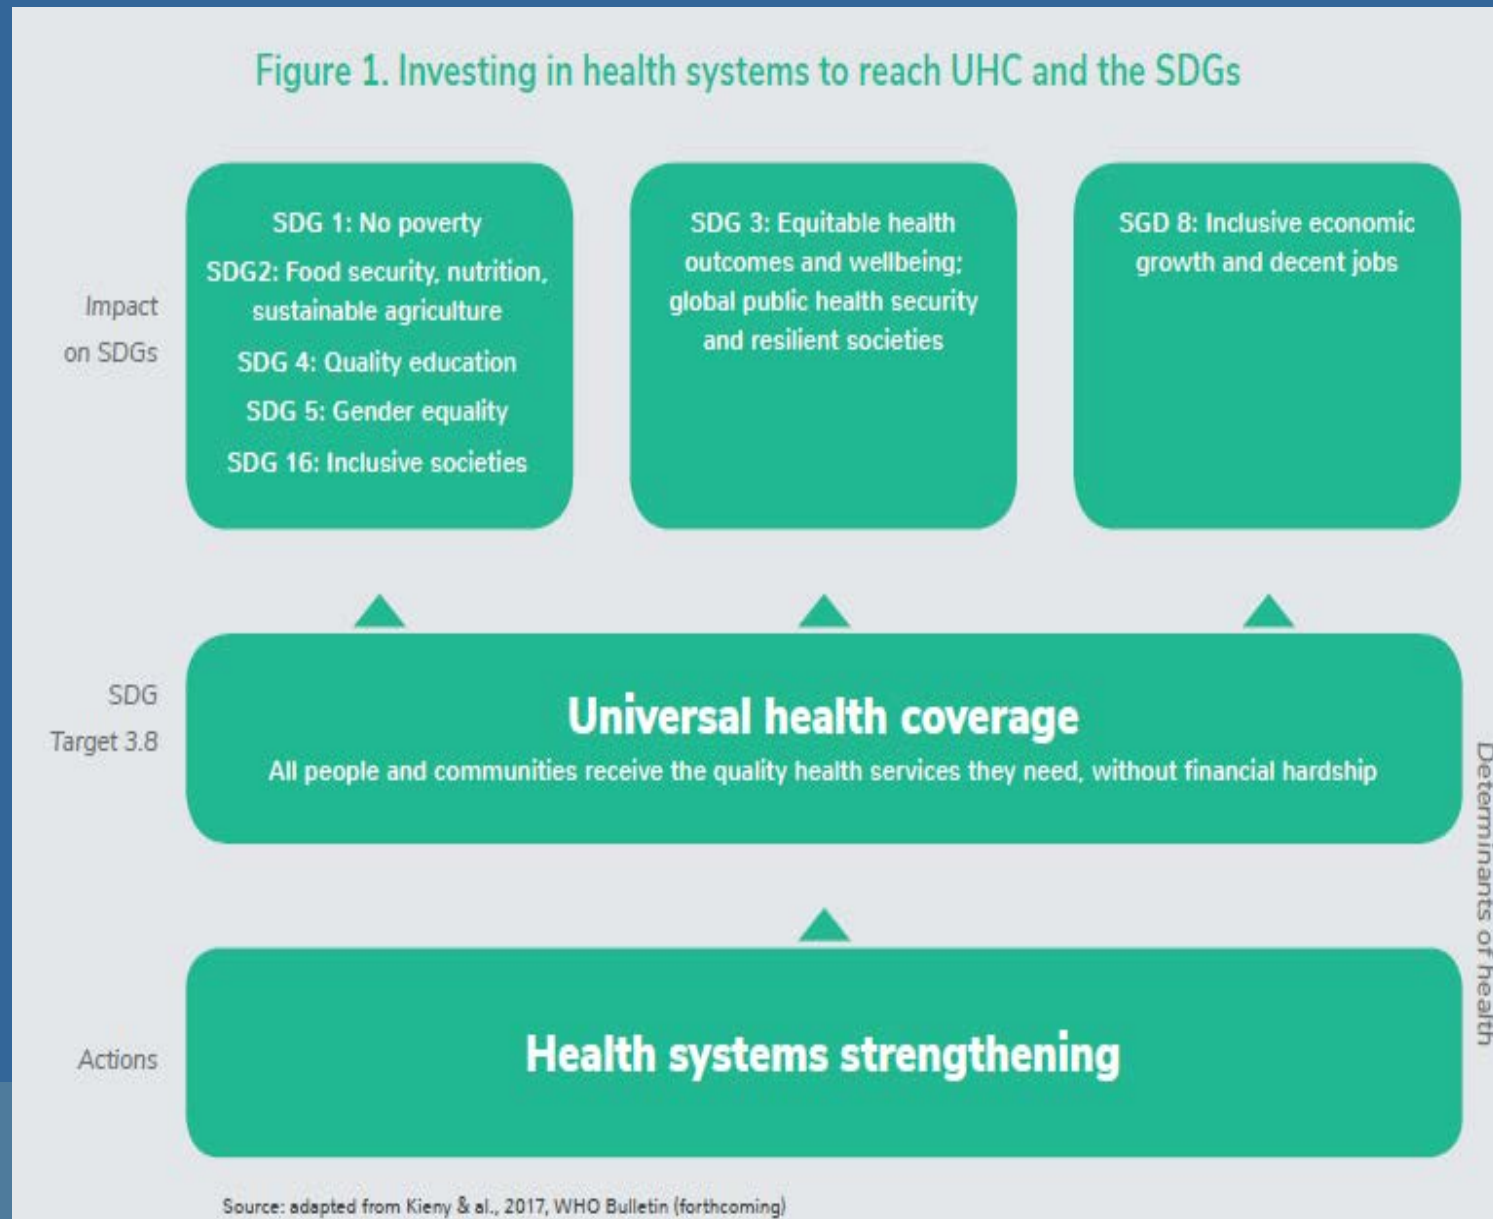 Figure 1. Investing in health systems to reach UHC and the SDGs
Impact
on SDGs
SDG 1: No poverty
SDG2: Food security, nutrition,
sustainable agriculture
SDG 4: Quality education
SDG 5: Gender equality
SDG 16: Inclusive societies
SDG 3: Equitable health
outcomes and wellbeing;
global public health security
and resilient societies
SGD 8: Inclusive economic
growth and decent jobs
SDG
Target 3.8
Universal health coverage
All people and communities receive the quality health services they need, without financial hardship
Determinants of health
Actions
Health systems strengthening
Source: adapted from Kieny & al., 2017, WHO Bulletin (forthcoming)